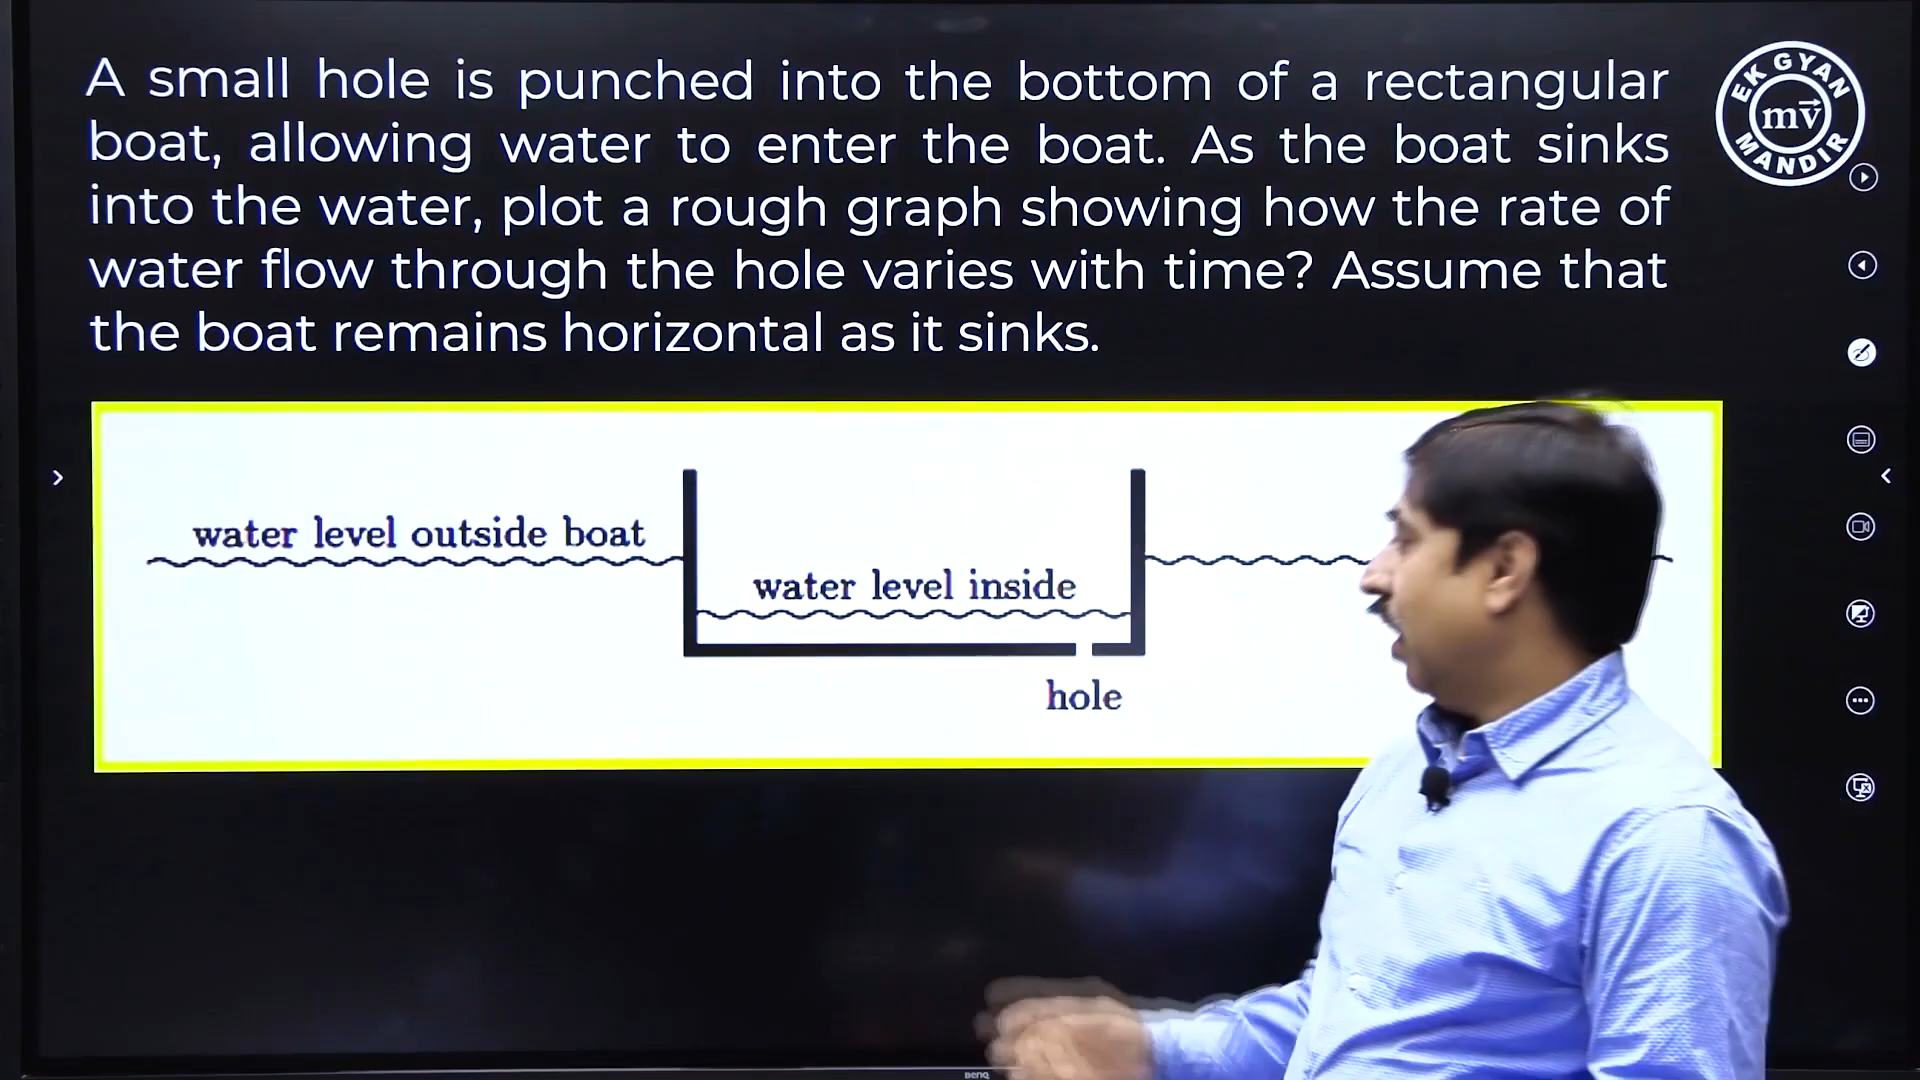 A small hole is punched into the bottom of a rectangular
boat, allowing water to enter the boat. As the boat sinks
into the water, plot a rough graph showing how the rate of
water flow through the hole varies with time? Assume that
the boat remains horizontal as it sinks.
EK GYAN
mv⃗
MANDIR
water level outside boat
water level inside
hole
BenQ